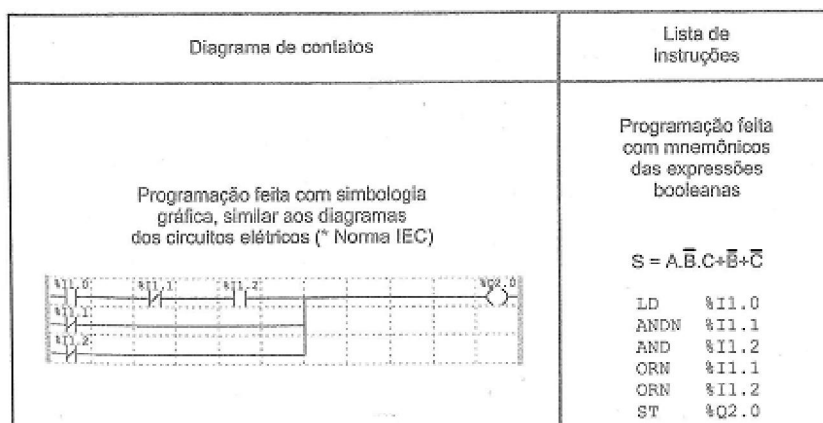 Diagrama de contatos
Lista de
instruções
Programação feita com simbologia
gráfica, similar aos diagramas
dos circuitos elétricos (* Norma IEC)
%I1.0 %I1.1 %I1.2 %Q2.0
%I1.1
%I1.2
Programação feita
com mnemônicos
das expressões
booleanas
S = A.B̅.C+B̅+C̅
LD %I1.0
ANDN %I1.1
AND %I1.2
ORN %I1.1
ORN %I1.2
ST %Q2.0